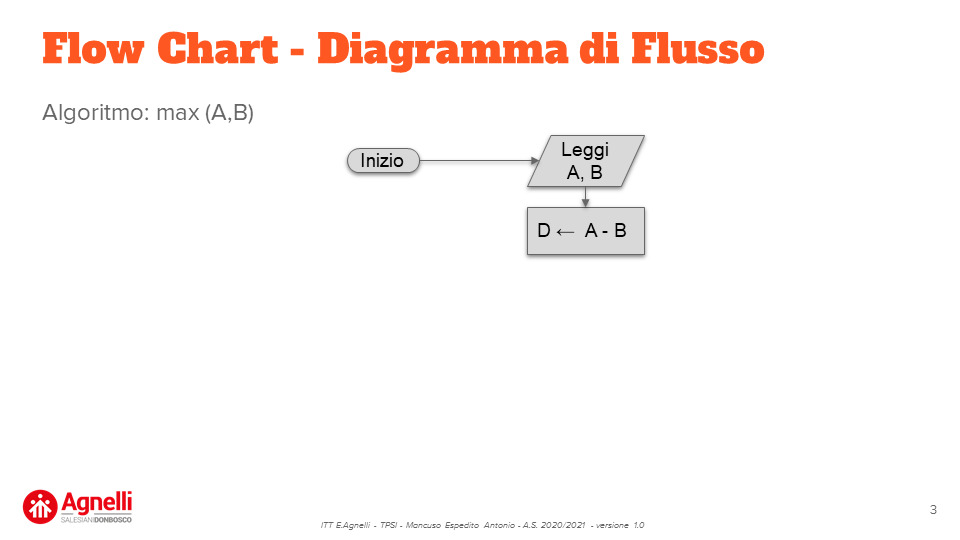 Flow Chart - Diagramma di Flusso
Algoritmo: max (A,B)
Inizio
Leggi
A, B
D ← A - B
Agnelli
SALESIANIDONBOSCO
ITT E.Agnelli - TPSI - Mancuso Espedito Antonio - A.S. 2020/2021 - versione 1.0
3